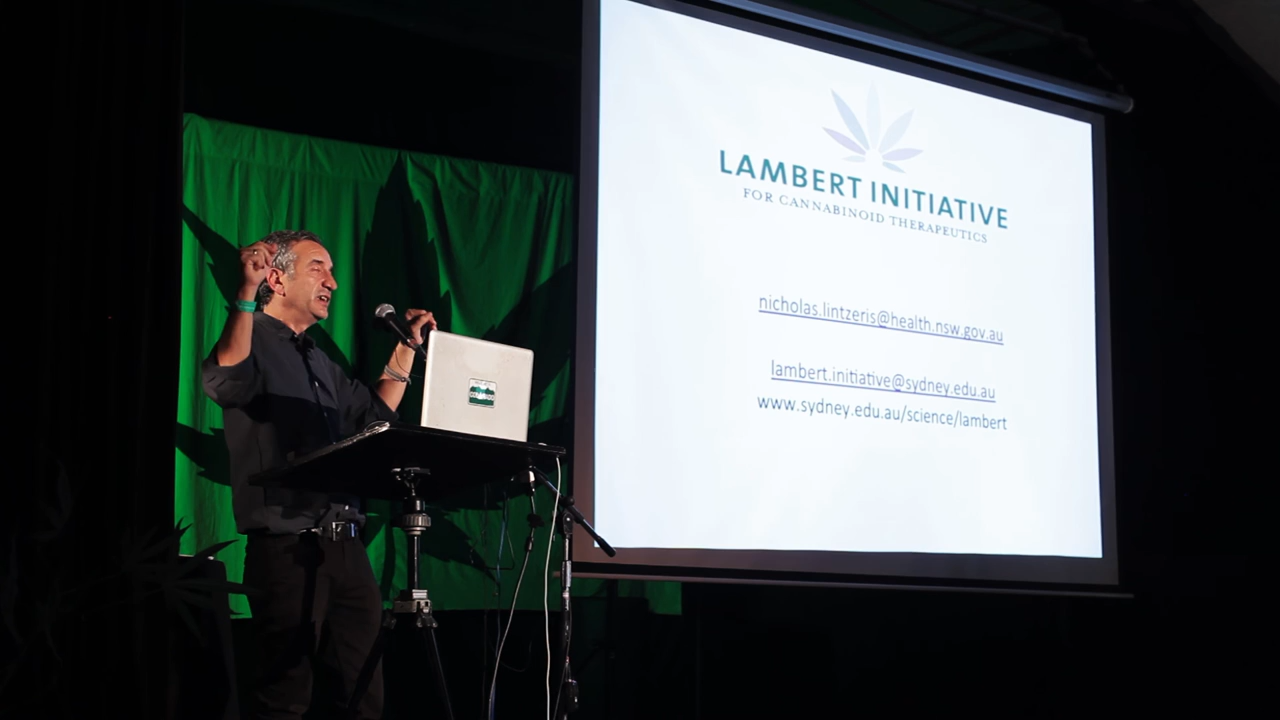 LAMBERT INITIATIVE
FOR CANNABINOID THERAPEUTICS
nicholas.lintzeris@health.nsw.gov.au
lambert.initiative@sydney.edu.au
www.sydney.edu.au/science/lambert